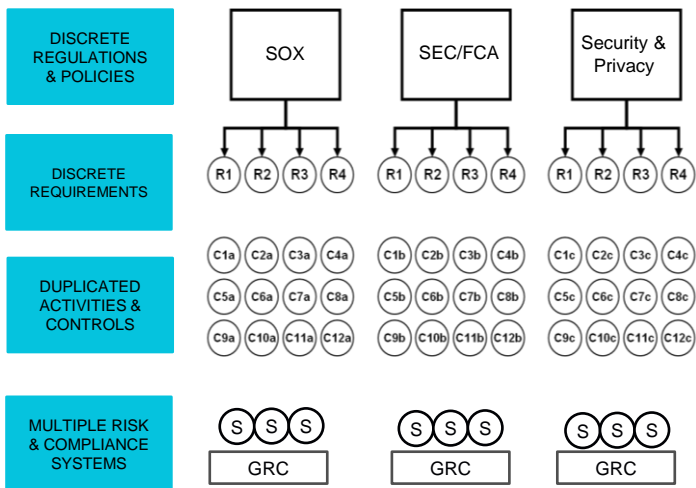 DISCRETE
REGULATIONS
& POLICIES
SOX
SEC/FCA
Security &
Privacy
DISCRETE
REQUIREMENTS
R1 R2 R3 R4 R1 R2 R3 R4 R1 R2 R3 R4
DUPLICATED
ACTIVITIES &
CONTROLS
C1a C2a C3a C4a C1b C2b C3b C4b C1c C2c C3c C4c
C5a C6a C7a C8a C5b C6b C7b C8b C5c C6c C7c C8c
C9a C10a C11a C12a C9b C10b C11b C12b C9c C10c C11c C12c
MULTIPLE RISK
& COMPLIANCE
SYSTEMS
S S S S S S S S S
GRC GRC GRC